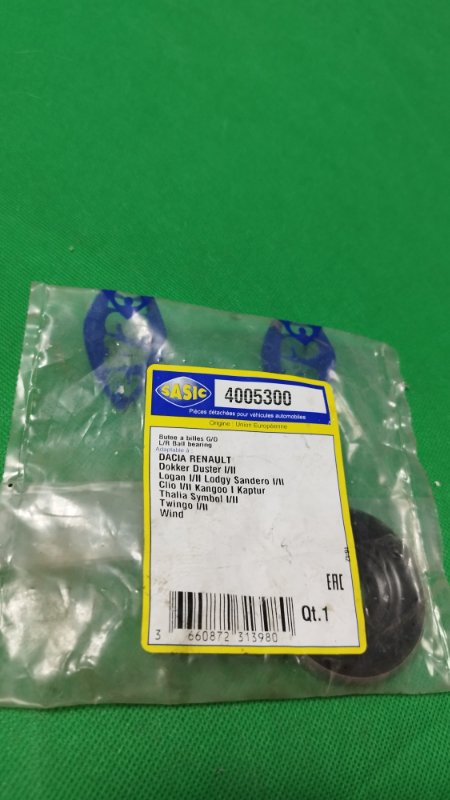 SASIC
4005300
Pièces détachées pour véhicules automobiles
Origine : Union Européenne
Butée à billes G/D
L/R Ball bearing
Adaptable à :
DACIA RENAULT
Dokker Duster I/II
Logan I/II Lodgy Sandero I/II
Clio I/II Kangoo I Kaptur
Thalia Symbol I/II
Twingo I/II
Wind
EAC
Qt.1
3 660872 313980